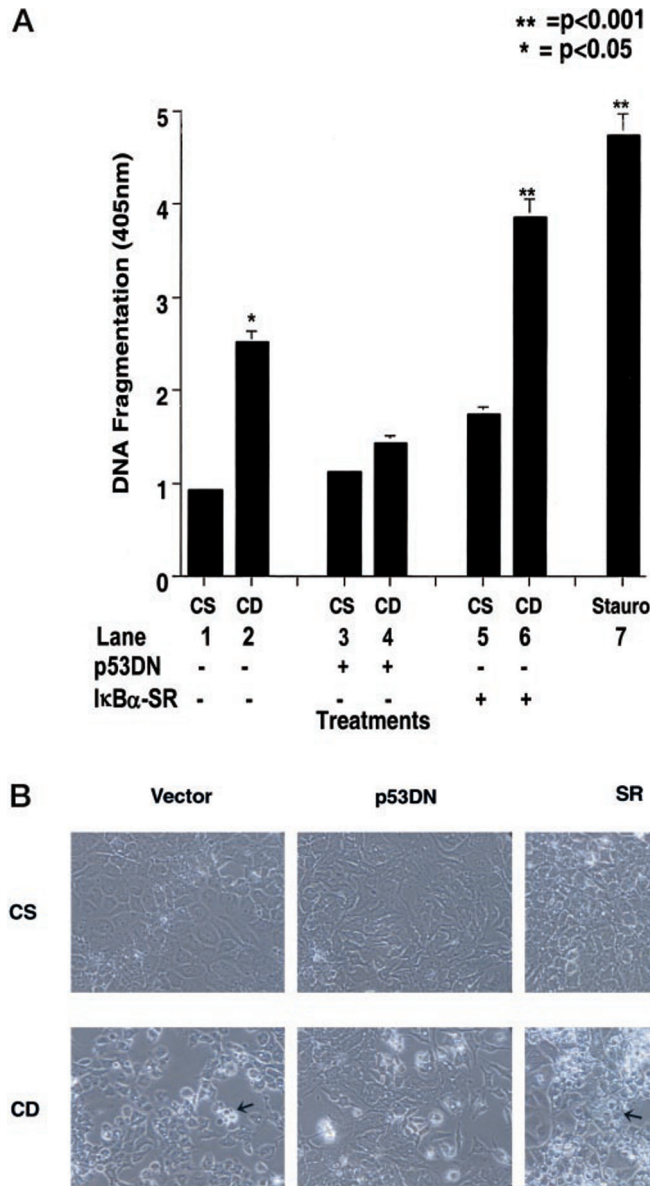 A
** =p<0.001
* = p<0.05
DNA Fragmentation (405nm)
5
4
3
2
1
0
*
**
**
CS CD CS CD CS CD Stauro
Lane 1 2 3 4 5 6 7
p53DN - - + + - -
IκBα-SR - - - - + +
Treatments
B
Vector p53DN SR
CS
CD